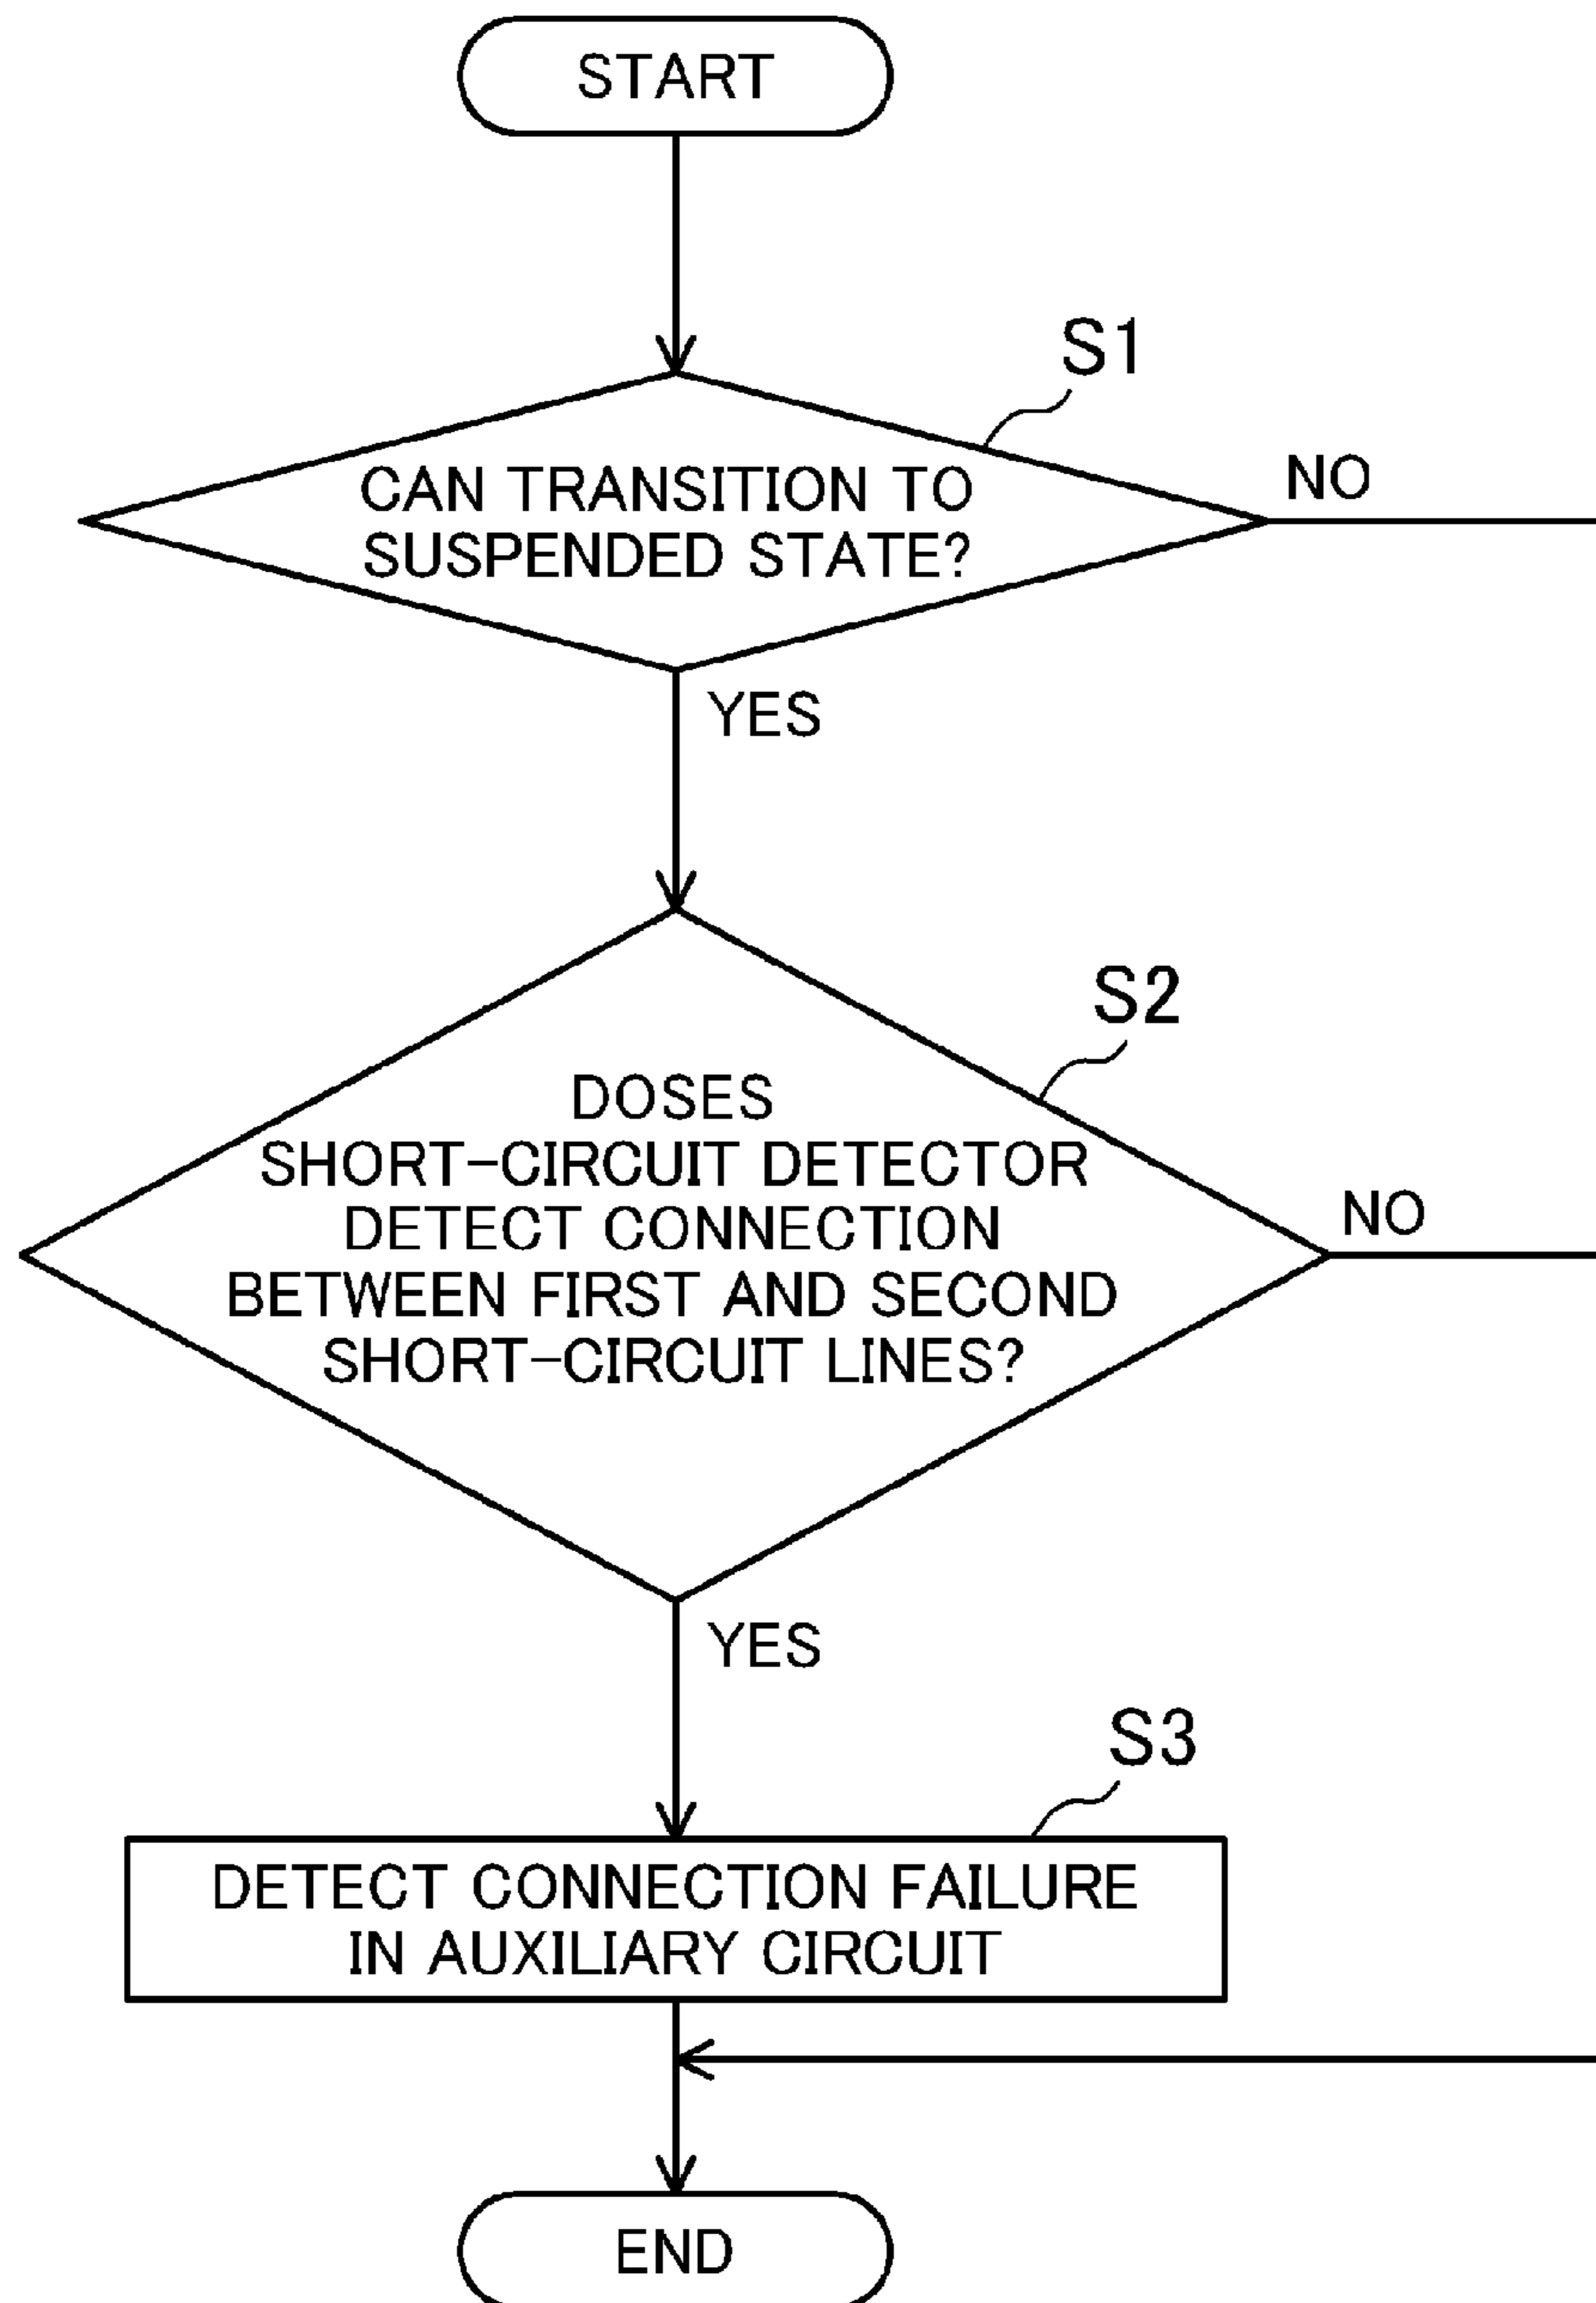 START
S1
CAN TRANSITION TO
SUSPENDED STATE?
NO
YES
S2
DOSES
SHORT-CIRCUIT DETECTOR
DETECT CONNECTION
BETWEEN FIRST AND SECOND
SHORT-CIRCUIT LINES?
NO
YES
S3
DETECT CONNECTION FAILURE
IN AUXILIARY CIRCUIT
END